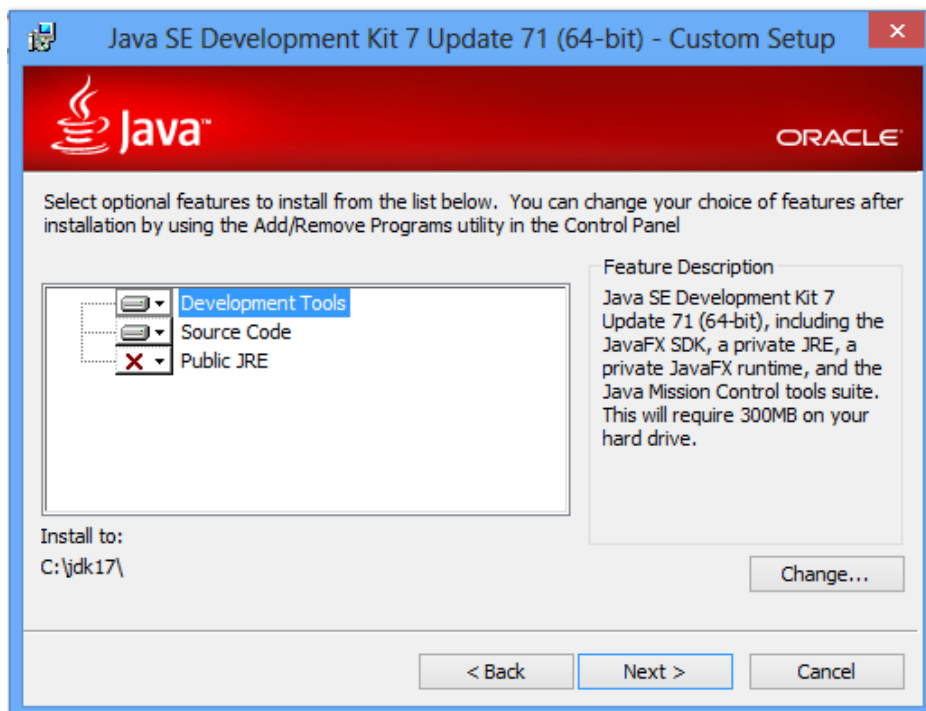 Java SE Development Kit 7 Update 71 (64-bit) - Custom Setup
Java™
ORACLE®
Select optional features to install from the list below. You can change your choice of features after
installation by using the Add/Remove Programs utility in the Control Panel
Development Tools
Source Code
Public JRE
Feature Description
Java SE Development Kit 7
Update 71 (64-bit), including the
JavaFX SDK, a private JRE, a
private JavaFX runtime, and the
Java Mission Control tools suite.
This will require 300MB on your
hard drive.
Install to:
C:\jdk17\
Change...
< Back
Next >
Cancel